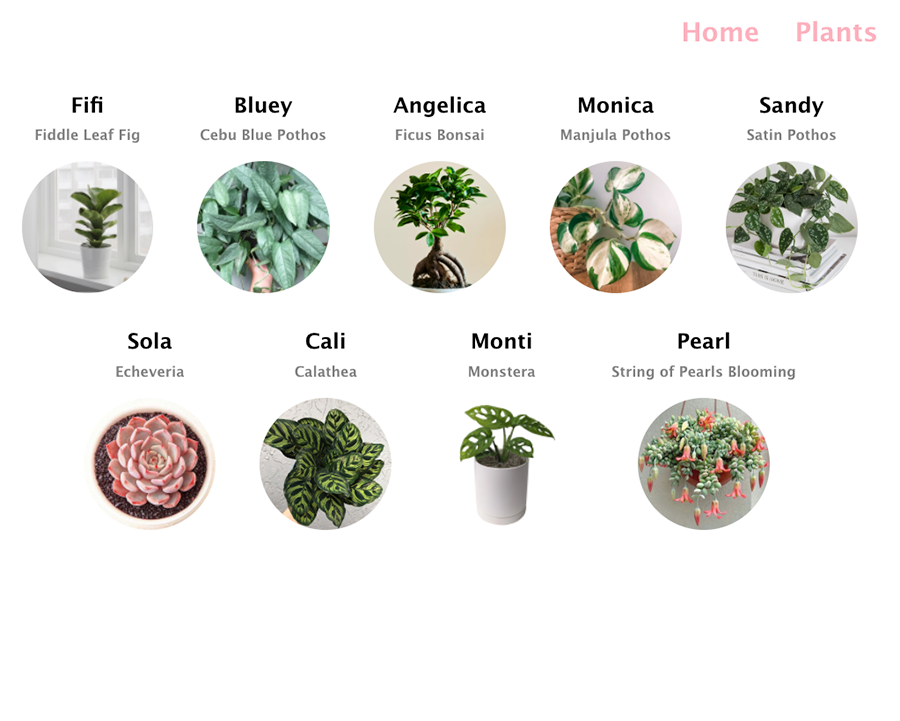 Home Plants
Fifi Bluey Angelica Monica Sandy
Fiddle Leaf Fig Cebu Blue Pothos Ficus Bonsai Manjula Pothos Satin Pothos
Sola Cali Monti Pearl
Echeveria Calathea Monstera String of Pearls Blooming